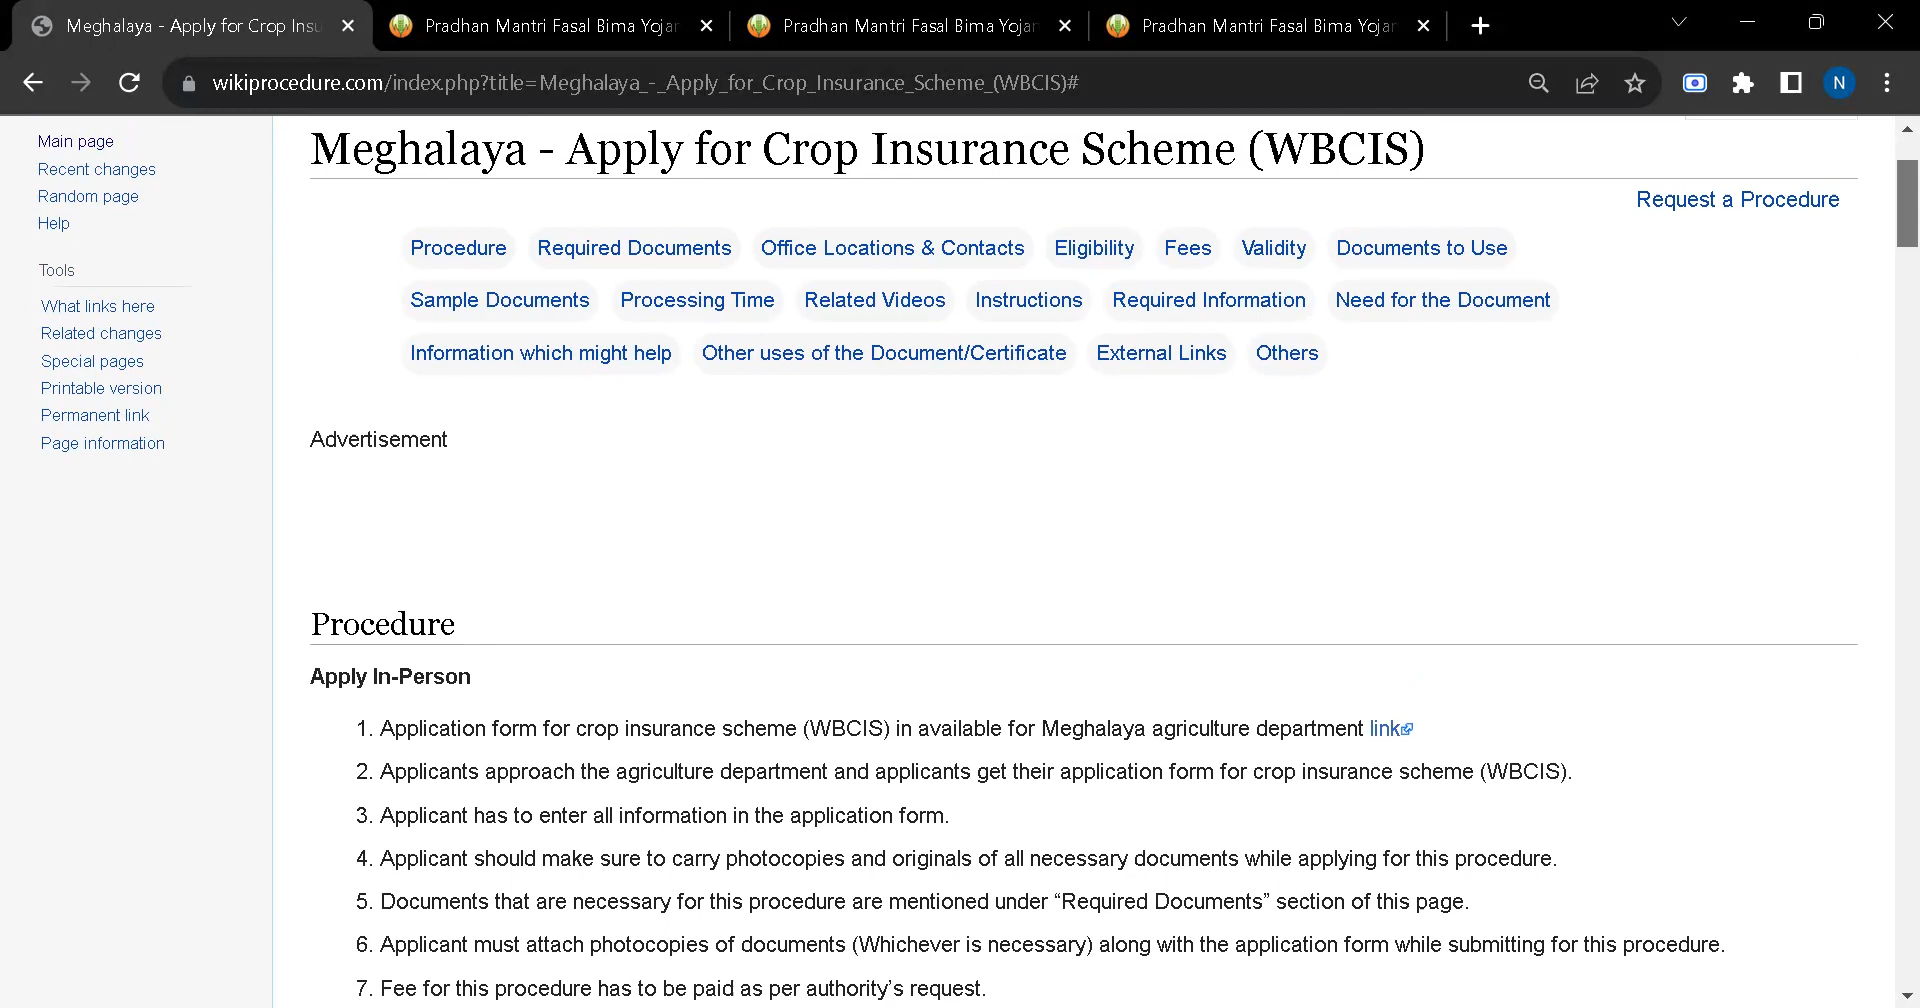 Meghalaya - Apply for Crop Insu
Pradhan Mantri Fasal Bima Yojan
Pradhan Mantri Fasal Bima Yojan
Pradhan Mantri Fasal Bima Yojan
wikiprocedure.com/index.php?title=Meghalaya_-_Apply_for_Crop_Insurance_Scheme_(WBCIS)#
N
Main page
Recent changes
Random page
Help
Tools
What links here
Related changes
Special pages
Printable version
Permanent link
Page information
Meghalaya - Apply for Crop Insurance Scheme (WBCIS)
Request a Procedure
Procedure Required Documents Office Locations & Contacts Eligibility Fees Validity Documents to Use
Sample Documents Processing Time Related Videos Instructions Required Information Need for the Document
Information which might help Other uses of the Document/Certificate External Links Others
Advertisement
Procedure
Apply In-Person
1. Application form for crop insurance scheme (WBCIS) in available for Meghalaya agriculture department link
2. Applicants approach the agriculture department and applicants get their application form for crop insurance scheme (WBCIS).
3. Applicant has to enter all information in the application form.
4. Applicant should make sure to carry photocopies and originals of all necessary documents while applying for this procedure.
5. Documents that are necessary for this procedure are mentioned under “Required Documents” section of this page.
6. Applicant must attach photocopies of documents (Whichever is necessary) along with the application form while submitting for this procedure.
7. Fee for this procedure has to be paid as per authority’s request.